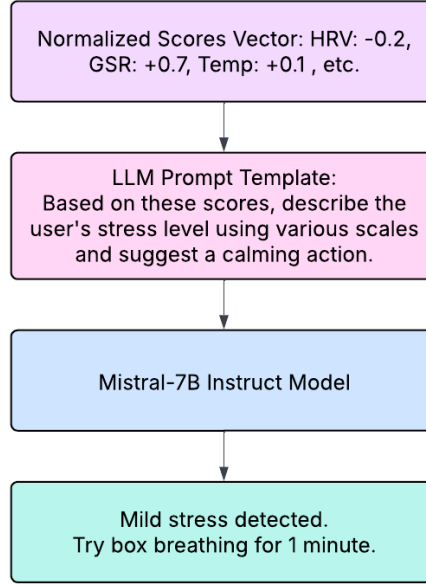 Normalized Scores Vector: HRV: -0.2,
GSR: +0.7, Temp: +0.1 , etc.
LLM Prompt Template:
Based on these scores, describe the
user's stress level using various scales
and suggest a calming action.
Mistral-7B Instruct Model
Mild stress detected.
Try box breathing for 1 minute.